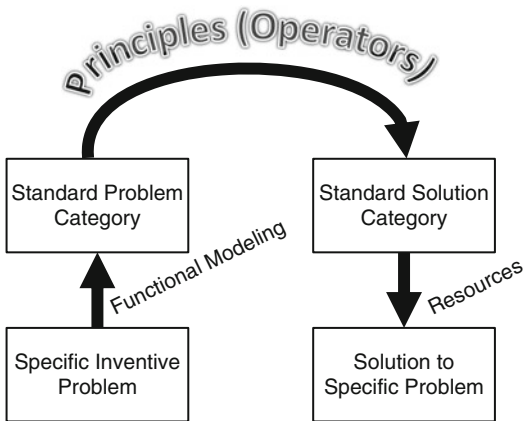 Principles (Operators)
Standard Problem
Category
Standard Solution
Category
Functional Modeling
Resources
Specific Inventive
Problem
Solution to
Specific Problem